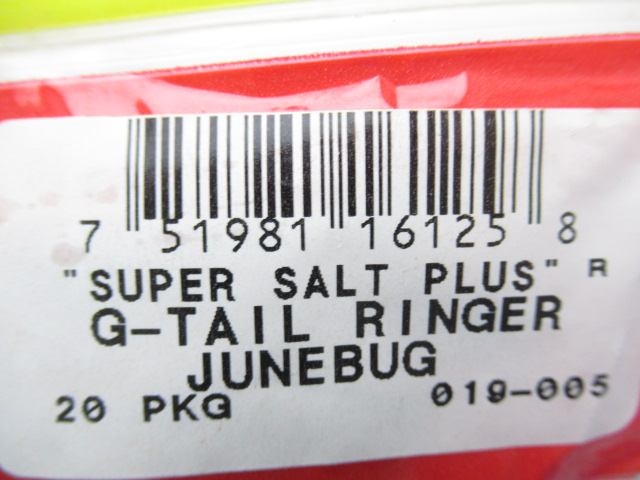 7 51981 16125 8
"SUPER SALT PLUS" R
G-TAIL RINGER
JUNEBUG
20 PKG 019-005